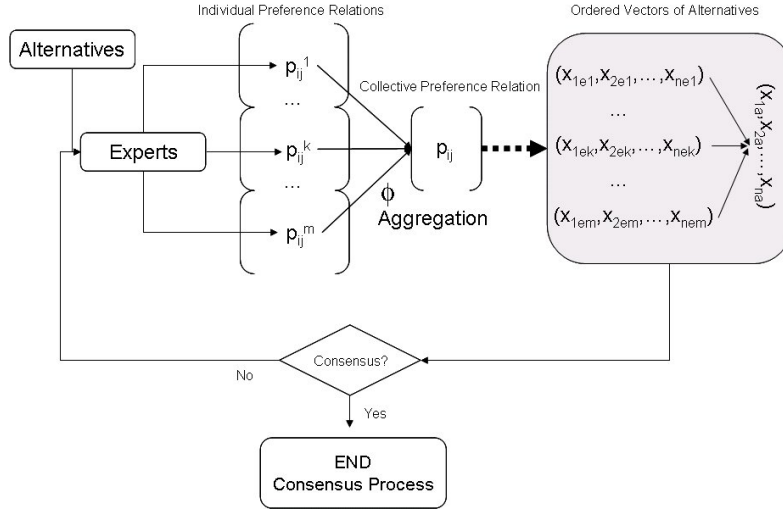 Individual Preference Relations
Ordered Vectors of Alternatives
Alternatives
p_ij^1
(x_1e1,x_2e1,...,x_ne1)
Collective Preference Relation
...
...
Experts
p_ij^k
p_ij
(x_1ek,x_2ek,...,x_nek)
(x_1a,x_2a,...,x_na)
...
...
ϕ
Aggregation
p_ij^m
(x_1em,x_2em,...,x_nem)
Consensus?
No
Yes
END
Consensus Process